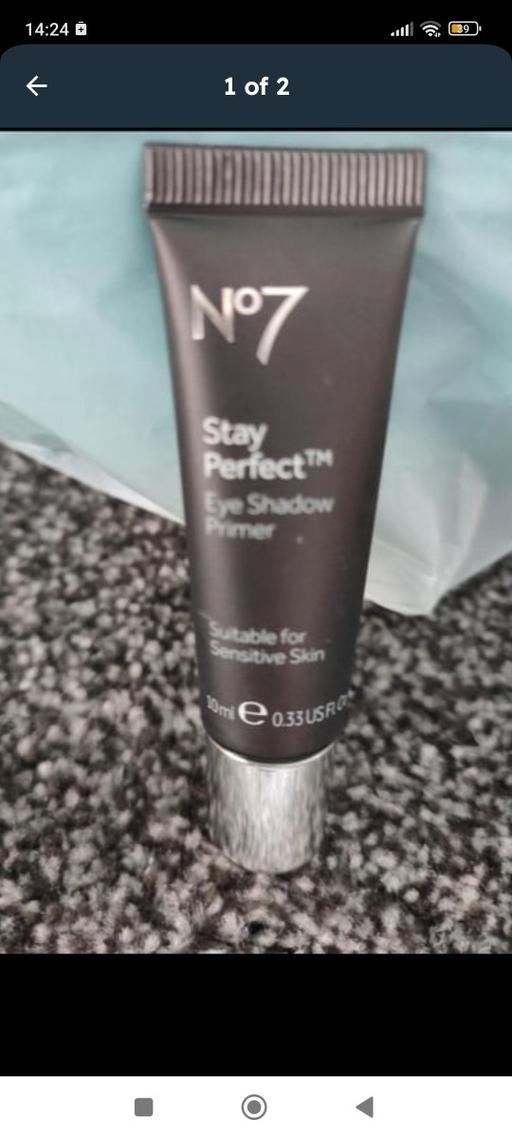 14:24
39
1 of 2
Nº7
Stay
Perfect™
Eye Shadow
Primer
Suitable for
Sensitive Skin
10ml e 0.33 US Fl